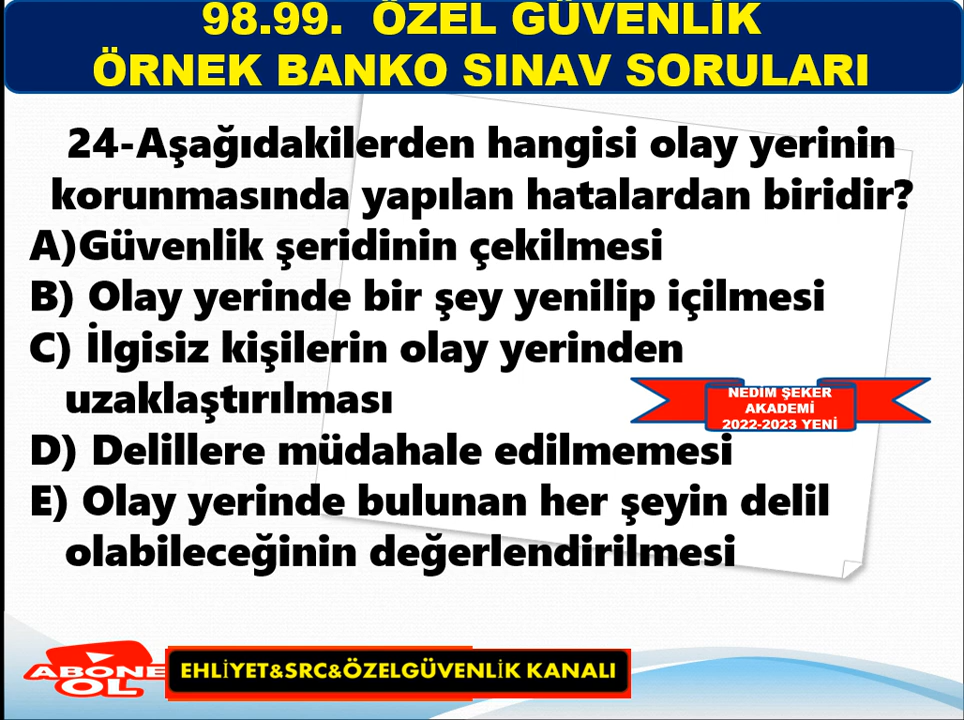 98.99. ÖZEL GÜVENLİK
ÖRNEK BANKO SINAV SORULARI
24-Aşağıdakilerden hangisi olay yerinin
korunmasında yapılan hatalardan biridir?
A)Güvenlik şeridinin çekilmesi
B) Olay yerinde bir şey yenilip içilmesi
C) İlgisiz kişilerin olay yerinden
uzaklaştırılması
NEDİM ŞEKER
AKADEMİ
2022-2023 YENİ
D) Delillere müdahale edilmemesi
E) Olay yerinde bulunan her şeyin delil
olabileceğinin değerlendirilmesi
ABONE
OL
EHLİYET&SRC&ÖZELGÜVENLİK KANALI